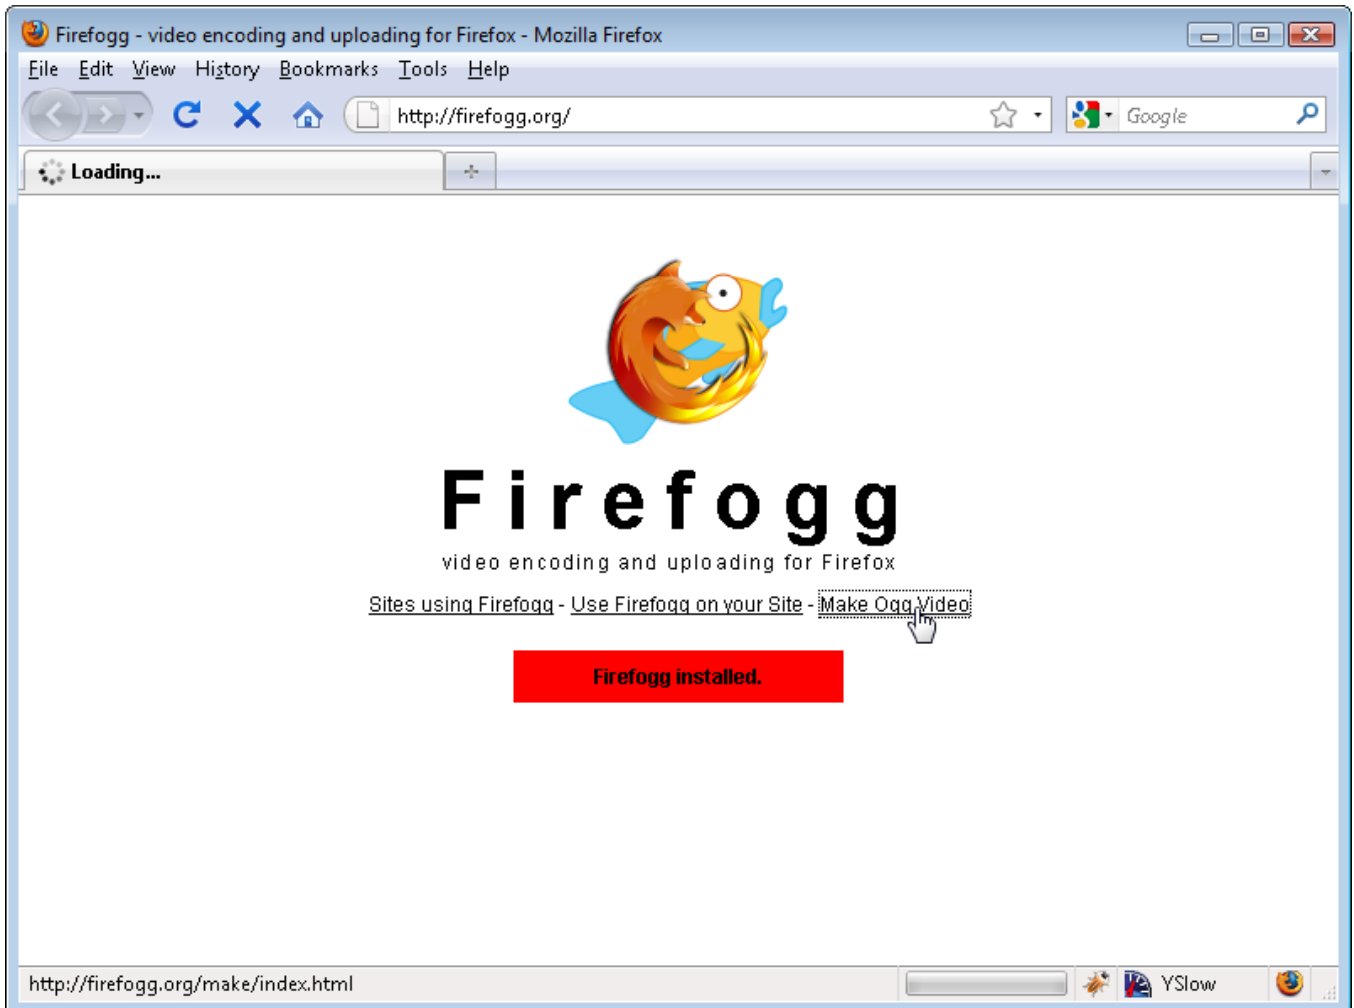 Firefogg - video encoding and uploading for Firefox - Mozilla Firefox
File Edit View History Bookmarks Tools Help
http://firefogg.org/ Google
Loading...
Firefogg
video encoding and uploading for Firefox
Sites using Firefogg - Use Firefogg on your Site - Make Ogg Video
Firefogg installed.
http://firefogg.org/make/index.html YSlow